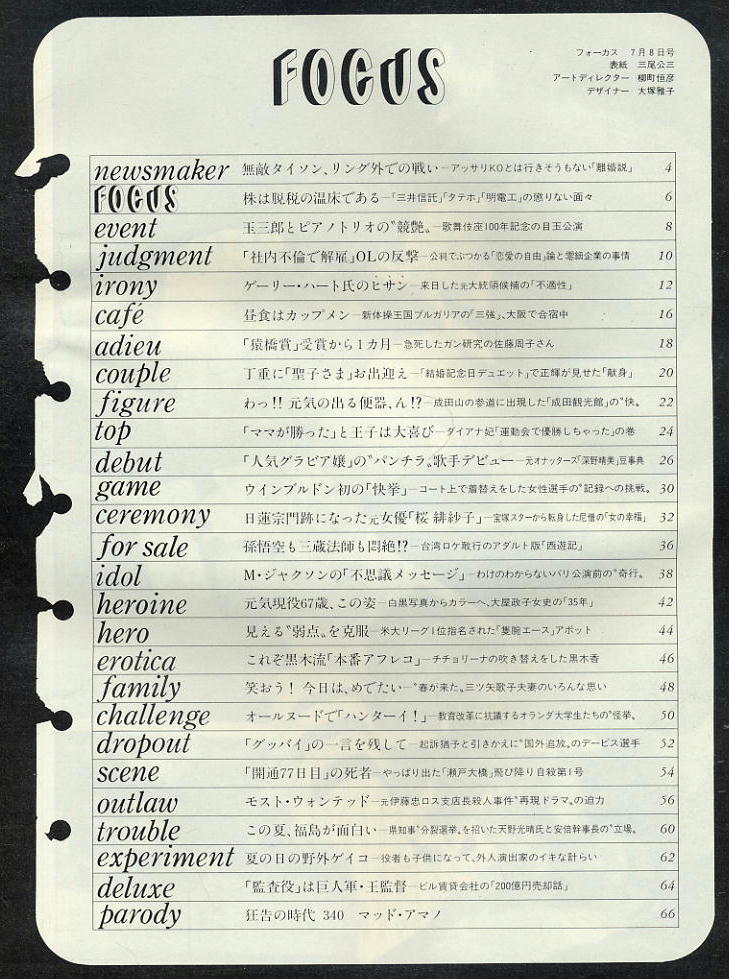 FOCUS
フォーカス 7月8日号
表紙 三尾公三
アートディレクター 柳町恒彦
デザイナー 大塚雅子
newsmaker 無敵タイソン、リング外での戦い―アッサリKOとは行きそうもない「離婚説」 4
FOCUS 株は脱税の温床である―「三井信託」「タテホ」「明電工」の懲りない面々 6
event 玉三郎とピアノトリオの〝競艶〟―歌舞伎座100年記念の目玉公演 8
judgment 「社内不倫で解雇」OLの反撃―公判でぶつかる「恋愛の自由」論と零細企業の事情 10
irony ゲーリー・ハート氏のヒサン―来日した元大統領候補の「不適性」 12
café 昼食はカップメン―新体操王国ブルガリアの「三強」、大阪で合宿中 16
adieu 「猿橋賞」受賞から1カ月―急死したガン研究の佐藤周子さん 18
couple 丁重に「聖子さま」お出迎え―「結婚記念日デュエット」で正輝が見せた「献身」 20
figure わっ!! 元気の出る便器、ん!?―成田山の参道に出現した「成田観光館」の〝快〟 22
top 「ママが勝った」と王子は大喜び―ダイアナ妃「運動会で優勝しちゃった」の巻 24
debut 「人気グラビア嬢」の〝パンチラ〟歌手デビュー―元オナッターズ「深野晴美」豆事典 26
game ウインブルドン初の「快挙」―コート上で着替えをした女性選手の〝記録への挑戦〟 30
ceremony 日蓮宗門跡になった元女優「桜 緋紗子」―宝塚スターから転身した尼僧の「女の幸福」 32
for sale 孫悟空も三蔵法師も悶絶!?―台湾ロケ敢行のアダルト版「西遊記」 36
idol M・ジャクソンの「不思議メッセージ」―わけのわからないパリ公演前の〝奇行〟 38
heroine 元気現役67歳、この姿―白黒写真からカラーへ、大屋政子女史の「35年」 42
hero 見える〝弱点〟を克服―米大リーグ1位指名された「隻腕エース」アボット 44
erotica これぞ黒木流「本番アフレコ」―チチョリーナの吹き替えをした黒木香 46
family 笑おう! 今日は、めでたい―〝春が来た〟三ツ矢歌子夫妻のいろんな思い 48
challenge オールヌードで「ハンターイ!」―教育改革に抗議するオランダ大学生たちの〝怪挙〟 50
dropout 「グッバイ」の一言を残して―起訴猶予と引きかえに〝国外追放〟のデービス選手 52
scene 「開通77日目」の死者―やっぱり出た「瀬戸大橋」飛び降り自殺第1号 54
outlaw モスト・ウォンテッド―元伊藤忠ロス支店長殺人事件〝再現ドラマ〟の迫力 56
trouble この夏、福島が面白い―県知事〝分裂選挙〟を招いた天野光晴氏と安倍幹事長の〝立場〟 60
experiment 夏の日の野外ゲイコ―役者も子供になって、外人演出家のイキな計らい 62
deluxe 「監査役」は巨人軍・王監督―ビル賃貸会社の「200億円売却話」 64
parody 狂告の時代 340 マッド・アマノ 66